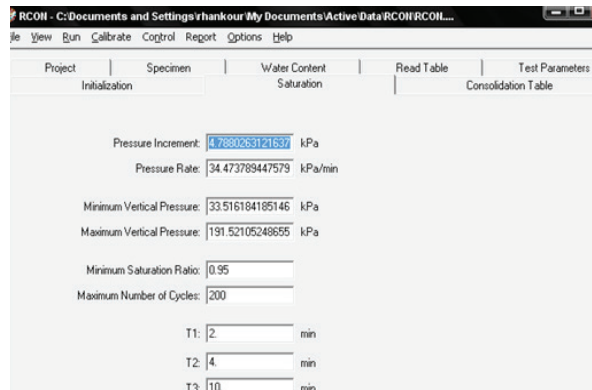 RCON - C:\Documents and Settings\rhankour\My Documents\Active\Data\RCON\RCON....
ile View Run Calibrate Control Report Options Help
Project Specimen Water Content Read Table Test Parameters
Initialization Saturation Consolidation Table
Pressure Increment: 4.7880263121637 kPa
Pressure Rate: 34.473789447579 kPa/min
Minimum Vertical Pressure: 33.516184185146 kPa
Maximum Vertical Pressure: 191.52105248655 kPa
Minimum Saturation Ratio: 0.95
Maximum Number of Cycles: 200
T1: 2. min
T2: 4. min
T3: 10. min